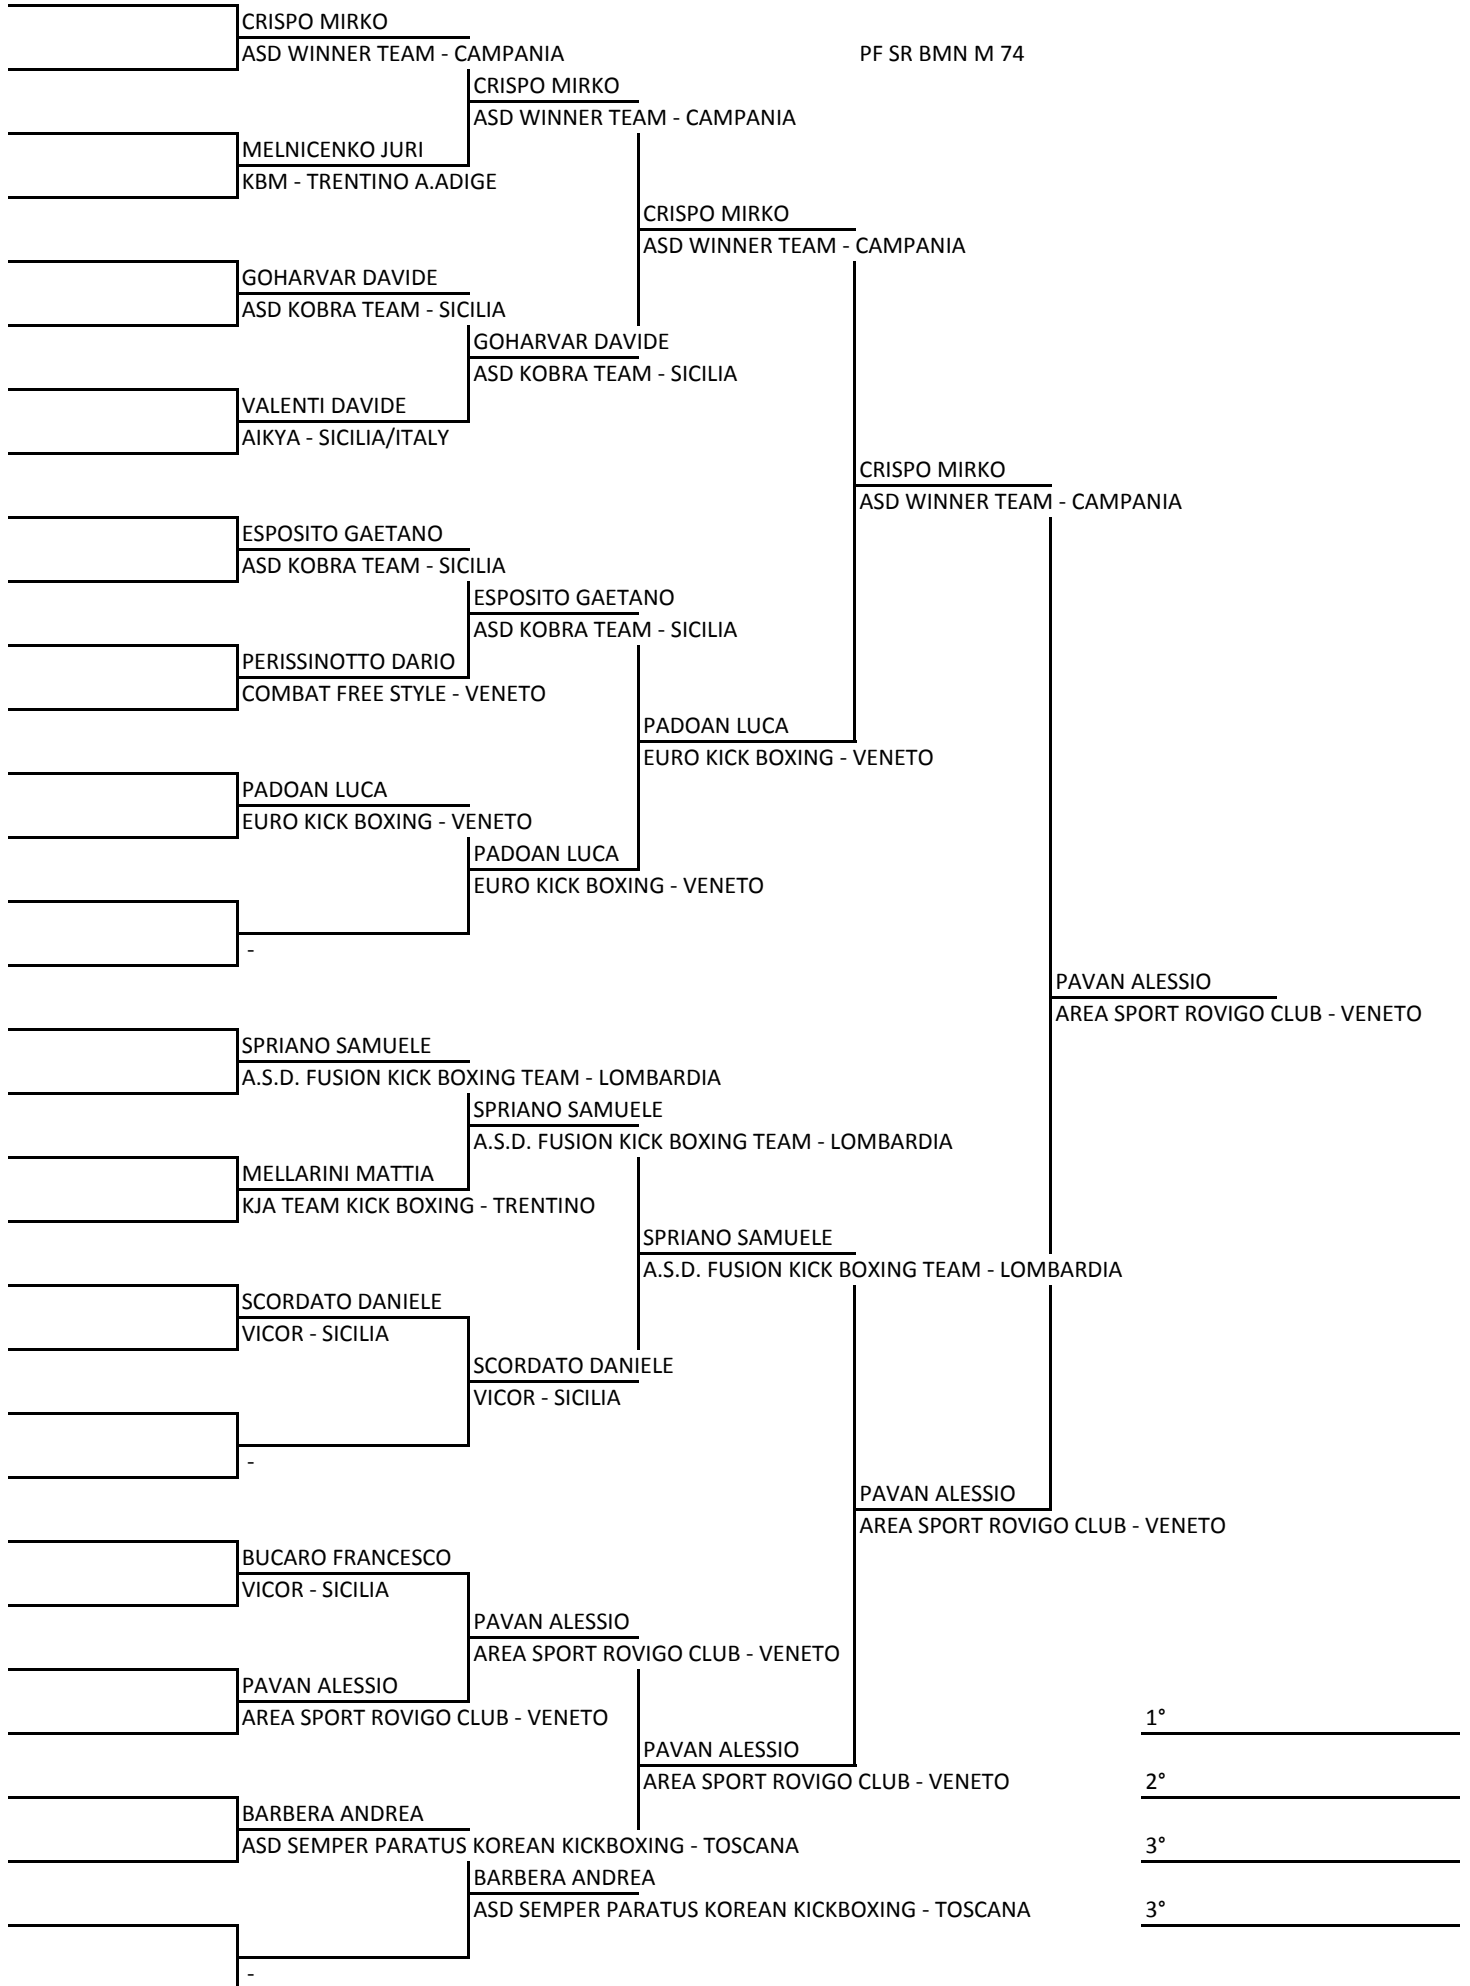 CRISPO MIRKO
ASD WINNER TEAM - CAMPANIA
PF SR BMN M 74
CRISPO MIRKO
ASD WINNER TEAM - CAMPANIA
MELNICENKO JURI
KBM - TRENTINO A.ADIGE
CRISPO MIRKO
ASD WINNER TEAM - CAMPANIA
GOHARVAR DAVIDE
ASD KOBRA TEAM - SICILIA
GOHARVAR DAVIDE
ASD KOBRA TEAM - SICILIA
VALENTI DAVIDE
AIKYA - SICILIA/ITALY
CRISPO MIRKO
ASD WINNER TEAM - CAMPANIA
ESPOSITO GAETANO
ASD KOBRA TEAM - SICILIA
ESPOSITO GAETANO
ASD KOBRA TEAM - SICILIA
PERISSINOTTO DARIO
COMBAT FREE STYLE - VENETO
PADOAN LUCA
EURO KICK BOXING - VENETO
PADOAN LUCA
EURO KICK BOXING - VENETO
PADOAN LUCA
EURO KICK BOXING - VENETO
-
PAVAN ALESSIO
AREA SPORT ROVIGO CLUB - VENETO
SPRIANO SAMUELE
A.S.D. FUSION KICK BOXING TEAM - LOMBARDIA
SPRIANO SAMUELE
A.S.D. FUSION KICK BOXING TEAM - LOMBARDIA
MELLARINI MATTIA
KJA TEAM KICK BOXING - TRENTINO
SPRIANO SAMUELE
A.S.D. FUSION KICK BOXING TEAM - LOMBARDIA
SCORDATO DANIELE
VICOR - SICILIA
SCORDATO DANIELE
VICOR - SICILIA
-
PAVAN ALESSIO
AREA SPORT ROVIGO CLUB - VENETO
BUCARO FRANCESCO
VICOR - SICILIA
PAVAN ALESSIO
AREA SPORT ROVIGO CLUB - VENETO
PAVAN ALESSIO
AREA SPORT ROVIGO CLUB - VENETO
1°
PAVAN ALESSIO
AREA SPORT ROVIGO CLUB - VENETO
2°
BARBERA ANDREA
ASD SEMPER PARATUS KOREAN KICKBOXING - TOSCANA
3°
BARBERA ANDREA
ASD SEMPER PARATUS KOREAN KICKBOXING - TOSCANA
3°
-